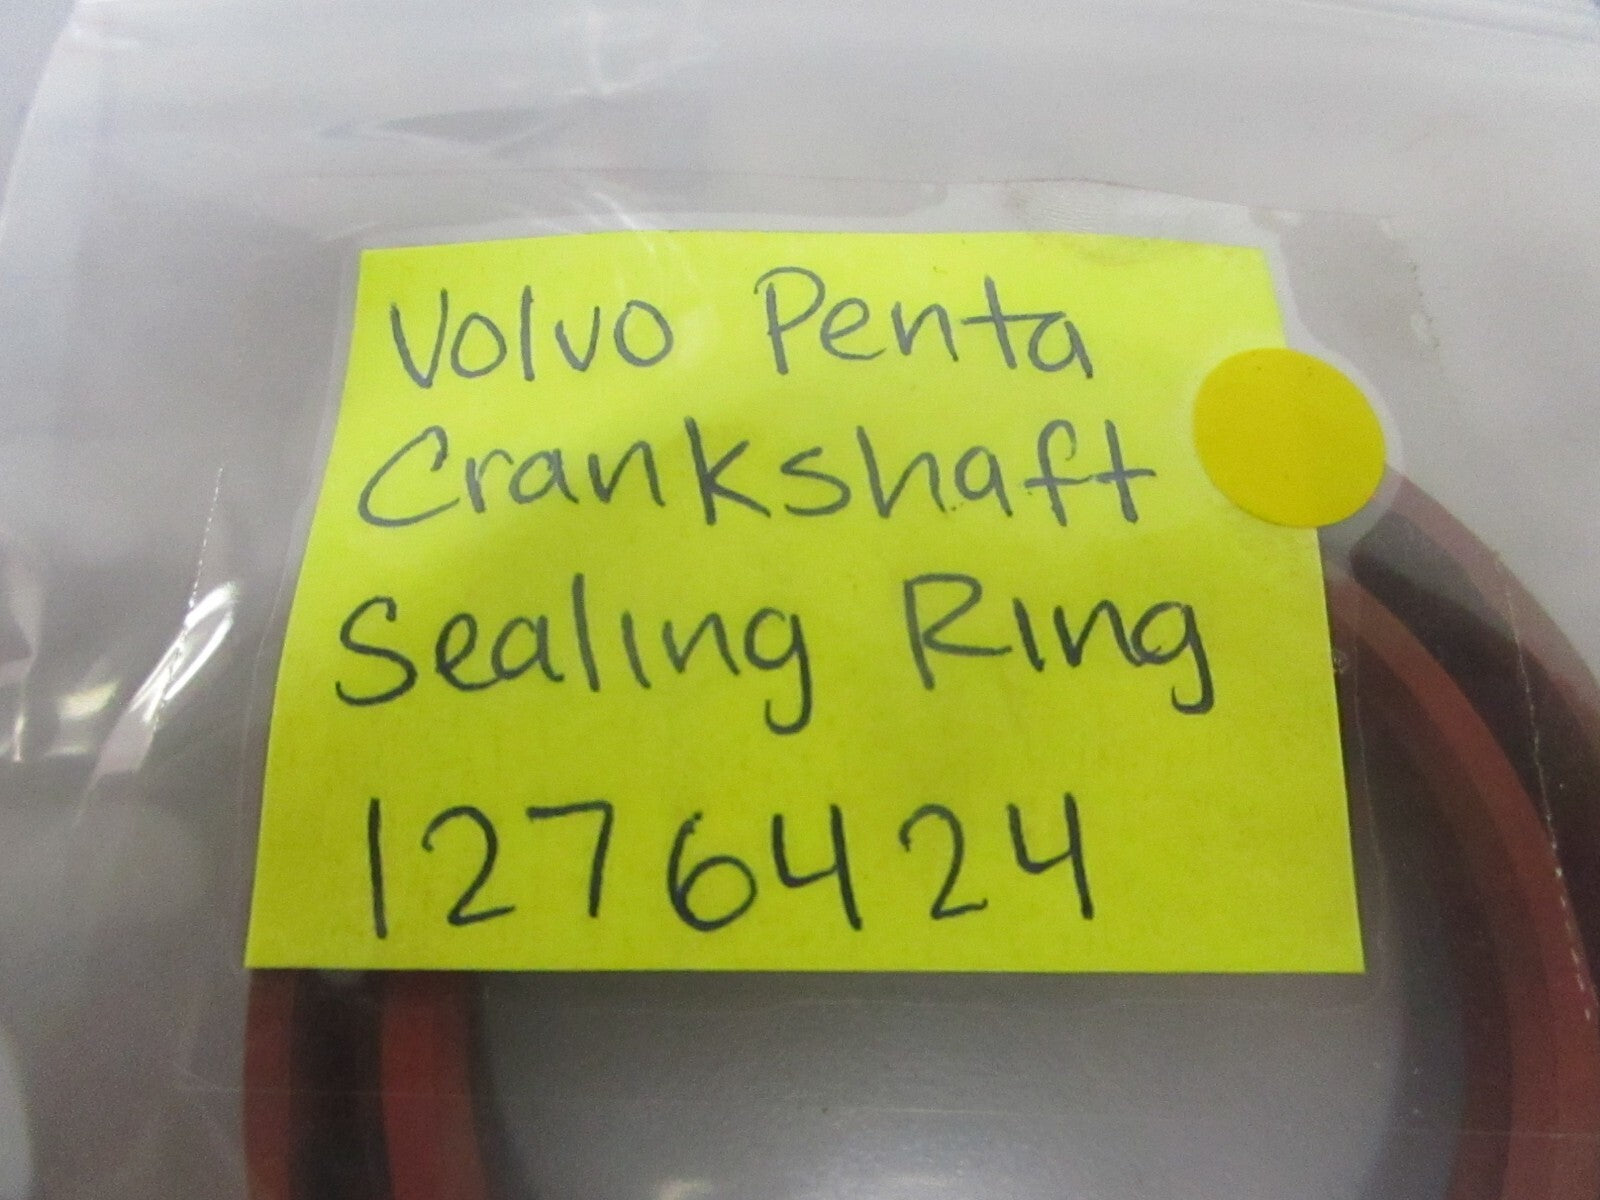 Volvo Penta
Crankshaft
Sealing Ring
1276424